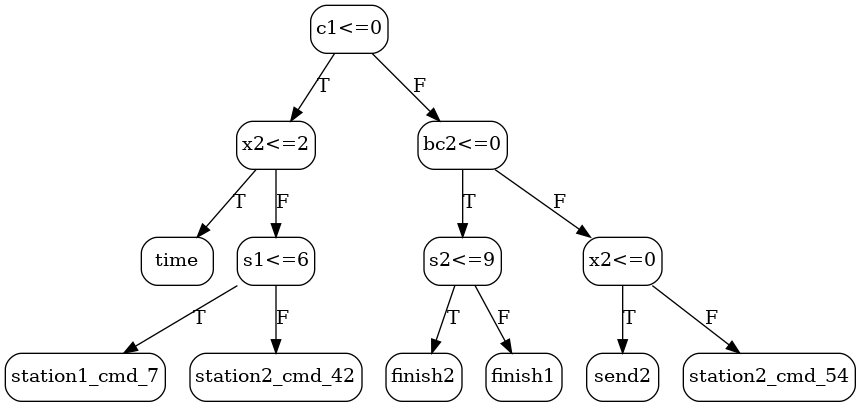 c1<=0
T
F
x2<=2
bc2<=0
T
F
T
F
time
s1<=6
s2<=9
x2<=0
T
F
T
F
T
F
station1_cmd_7
station2_cmd_42
finish2
finish1
send2
station2_cmd_54